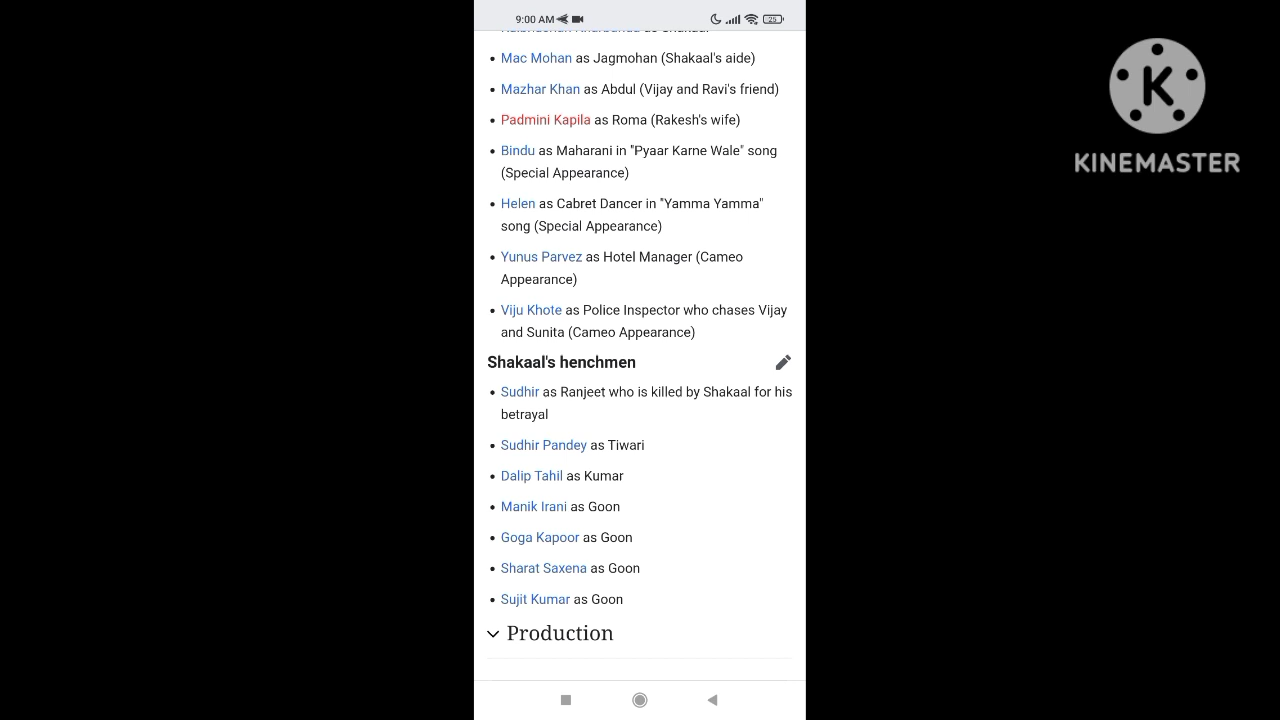 9:00 AM
25
as Shakaal
Mac Mohan as Jagmohan (Shakaal's aide)
Mazhar Khan as Abdul (Vijay and Ravi's friend)
Padmini Kapila as Roma (Rakesh's wife)
Bindu as Maharani in "Pyaar Karne Wale" song
(Special Appearance)
Helen as Cabret Dancer in "Yamma Yamma"
song (Special Appearance)
Yunus Parvez as Hotel Manager (Cameo
Appearance)
Viju Khote as Police Inspector who chases Vijay
and Sunita (Cameo Appearance)
Shakaal's henchmen
Sudhir as Ranjeet who is killed by Shakaal for his
betrayal
Sudhir Pandey as Tiwari
Dalip Tahil as Kumar
Manik Irani as Goon
Goga Kapoor as Goon
Sharat Saxena as Goon
Sujit Kumar as Goon
Production
K
KINEMASTER